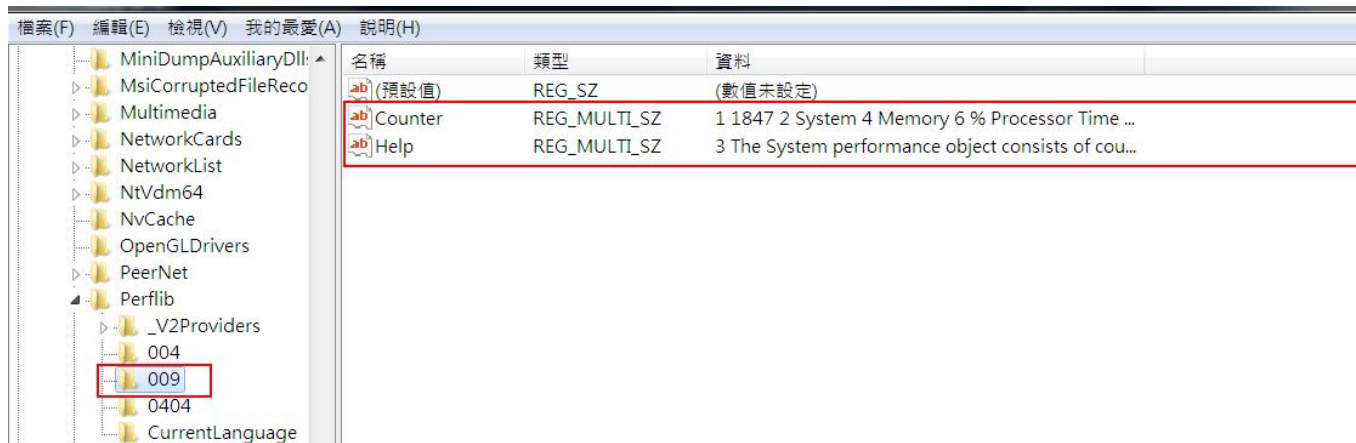 檔案(F) 編輯(E) 檢視(V) 我的最愛(A) 說明(H)
MiniDumpAuxiliaryDlls
MsiCorruptedFileReco
Multimedia
NetworkCards
NetworkList
NtVdm64
NvCache
OpenGLDrivers
PeerNet
Perflib
_V2Providers
004
009
0404
CurrentLanguage
名稱 類型 資料
(預設值) REG_SZ (數值未設定)
Counter REG_MULTI_SZ 1 1847 2 System 4 Memory 6 % Processor Time ...
Help REG_MULTI_SZ 3 The System performance object consists of cou...